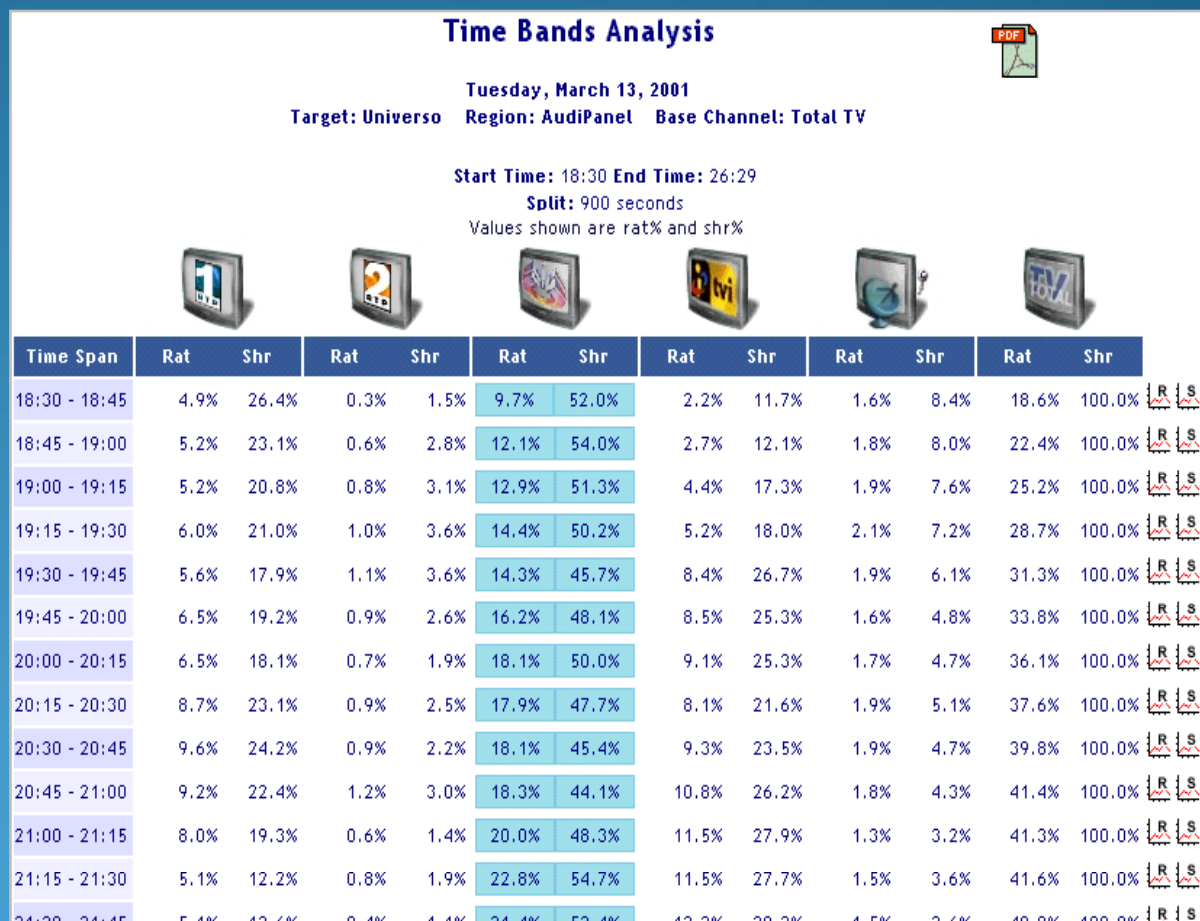 Time Bands Analysis
PDF
Tuesday, March 13, 2001
Target: Universo Region: AudiPanel Base Channel: Total TV
Start Time: 18:30 End Time: 26:29
Split: 900 seconds
Values shown are rat% and shr%
1 RTP 2 RTP tvi TV TOTAL
Time Span Rat Shr Rat Shr Rat Shr Rat Shr Rat Shr Rat Shr
18:30 - 18:45 4.9% 26.4% 0.3% 1.5% 9.7% 52.0% 2.2% 11.7% 1.6% 8.4% 18.6% 100.0% R S
18:45 - 19:00 5.2% 23.1% 0.6% 2.8% 12.1% 54.0% 2.7% 12.1% 1.8% 8.0% 22.4% 100.0% R S
19:00 - 19:15 5.2% 20.8% 0.8% 3.1% 12.9% 51.3% 4.4% 17.3% 1.9% 7.6% 25.2% 100.0% R S
19:15 - 19:30 6.0% 21.0% 1.0% 3.6% 14.4% 50.2% 5.2% 18.0% 2.1% 7.2% 28.7% 100.0% R S
19:30 - 19:45 5.6% 17.9% 1.1% 3.6% 14.3% 45.7% 8.4% 26.7% 1.9% 6.1% 31.3% 100.0% R S
19:45 - 20:00 6.5% 19.2% 0.9% 2.6% 16.2% 48.1% 8.5% 25.3% 1.6% 4.8% 33.8% 100.0% R S
20:00 - 20:15 6.5% 18.1% 0.7% 1.9% 18.1% 50.0% 9.1% 25.3% 1.7% 4.7% 36.1% 100.0% R S
20:15 - 20:30 8.7% 23.1% 0.9% 2.5% 17.9% 47.7% 8.1% 21.6% 1.9% 5.1% 37.6% 100.0% R S
20:30 - 20:45 9.6% 24.2% 0.9% 2.2% 18.1% 45.4% 9.3% 23.5% 1.9% 4.7% 39.8% 100.0% R S
20:45 - 21:00 9.2% 22.4% 1.2% 3.0% 18.3% 44.1% 10.8% 26.2% 1.8% 4.3% 41.4% 100.0% R S
21:00 - 21:15 8.0% 19.3% 0.6% 1.4% 20.0% 48.3% 11.5% 27.9% 1.3% 3.2% 41.3% 100.0% R S
21:15 - 21:30 5.1% 12.2% 0.8% 1.9% 22.8% 54.7% 11.5% 27.7% 1.5% 3.6% 41.6% 100.0% R S
R S